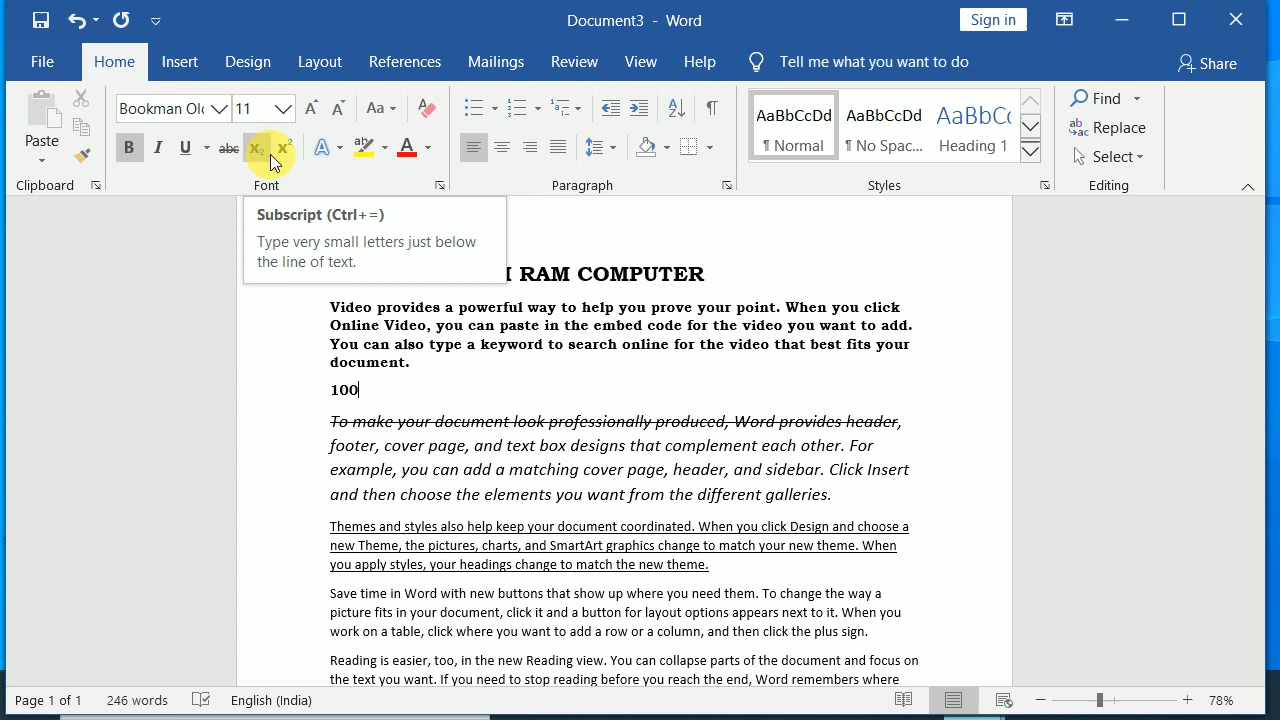 Document3 - Word
Sign in
File Home Insert Design Layout References Mailings Review View Help Tell me what you want to do Share
Bookman Ol 11 Aa
Paste
B I U abc X₂ X² A ab A
AaBbCcDd AaBbCcDd AaBbCc
¶ Normal ¶ No Spac... Heading 1
Find
Replace
Select
Clipboard Font Paragraph Styles Editing
Subscript (Ctrl+=)
Type very small letters just below
the line of text.
RAM COMPUTER
Video provides a powerful way to help you prove your point. When you click
Online Video, you can paste in the embed code for the video you want to add.
You can also type a keyword to search online for the video that best fits your
document.
100
To make your document look professionally produced, Word provides header,
footer, cover page, and text box designs that complement each other. For
example, you can add a matching cover page, header, and sidebar. Click Insert
and then choose the elements you want from the different galleries.
Themes and styles also help keep your document coordinated. When you click Design and choose a
new Theme, the pictures, charts, and SmartArt graphics change to match your new theme. When
you apply styles, your headings change to match the new theme.
Save time in Word with new buttons that show up where you need them. To change the way a
picture fits in your document, click it and a button for layout options appears next to it. When you
work on a table, click where you want to add a row or a column, and then click the plus sign.
Reading is easier, too, in the new Reading view. You can collapse parts of the document and focus on
the text you want. If you need to stop reading before you reach the end, Word remembers where
Page 1 of 1 246 words English (India) 78%